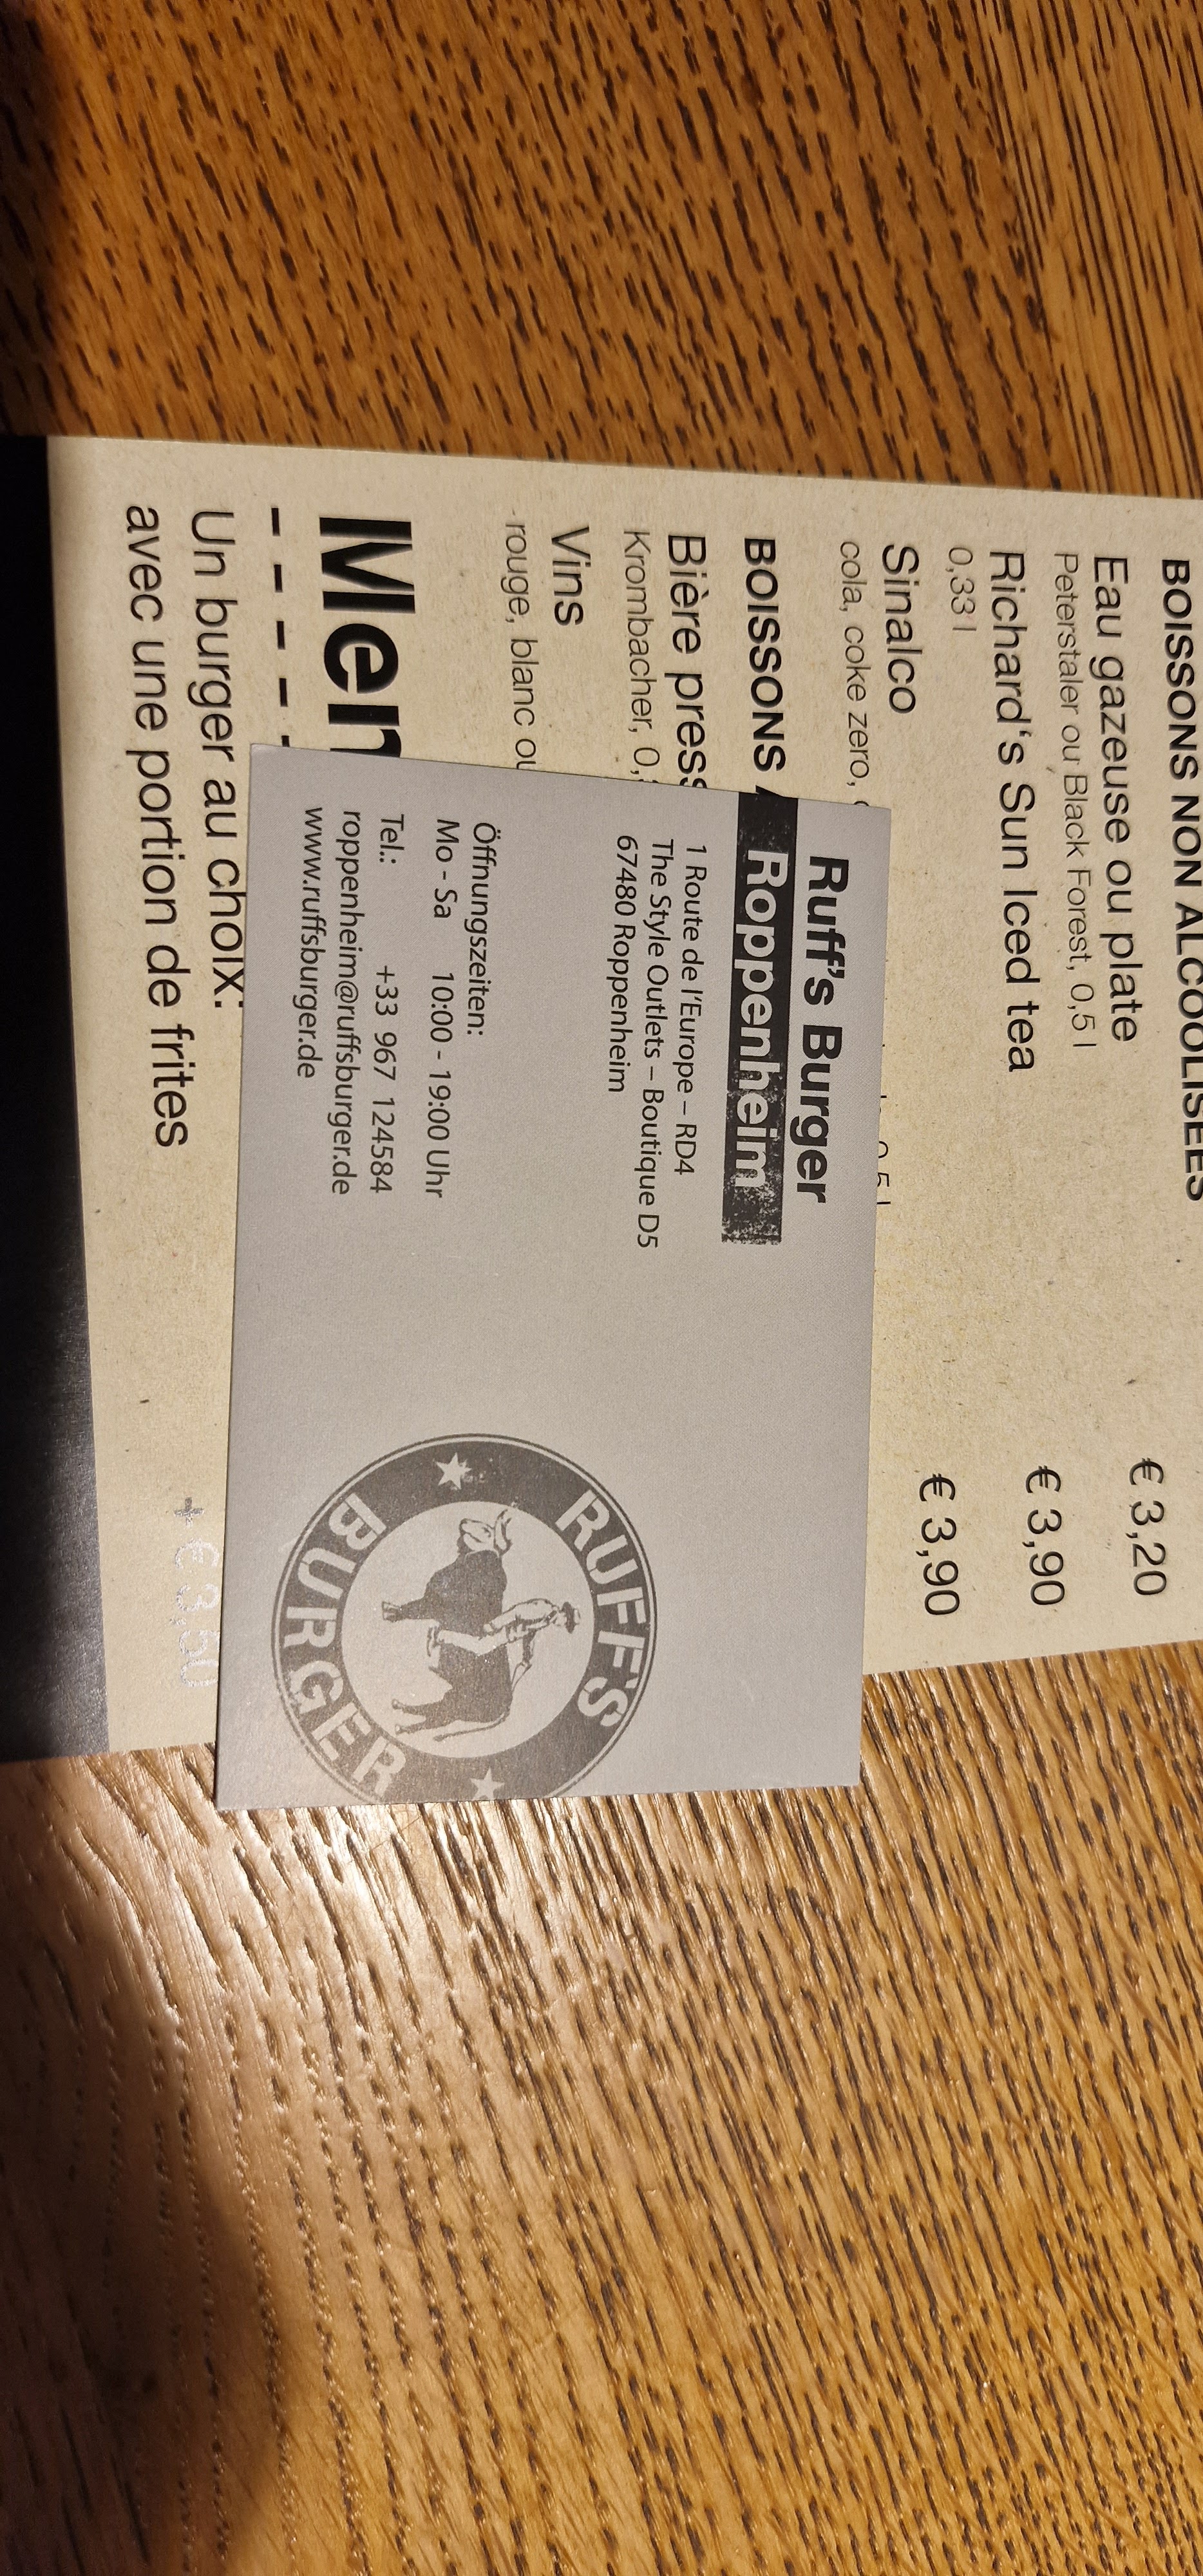 BOISSONS NON ALCOOLISÉES
Eau gazeuse ou plate € 3,20
Peterstaler ou Black Forest, 0,5 l
Richard's Sun Iced tea € 3,90
0,33 l
Sinalco € 3,90
cola, coke zero,
BOISSONS
Bière press
Krombacher, 0,
Vins
rouge, blanc ou
Men
Un burger au choix:
avec une portion de frites
+ € 3,50
Ruff's Burger
Roppenheim
1 Route de l'Europe – RD4
The Style Outlets – Boutique D5
67480 Roppenheim
Öffnungszeiten:
Mo - Sa 10:00 - 19:00 Uhr
Tel.: +33 967 124584
roppenheim@ruffsburger.de
www.ruffsburger.de
RUFF'S
BURGER